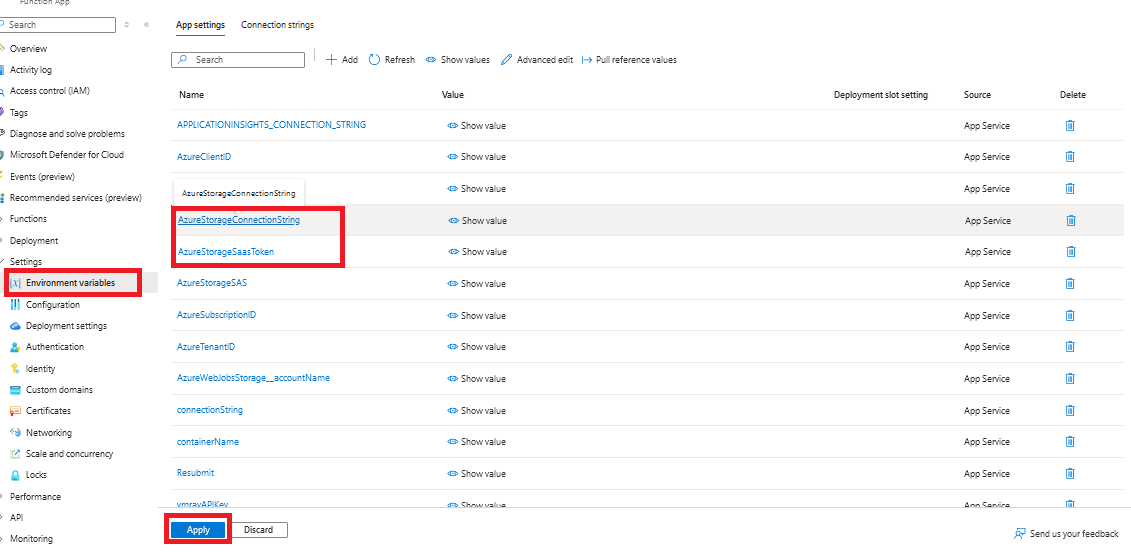 Function App
Search
Overview
Activity log
Access control (IAM)
Tags
Diagnose and solve problems
Microsoft Defender for Cloud
Events (preview)
Recommended services (preview)
Functions
Deployment
Settings
Environment variables
Configuration
Deployment settings
Authentication
Identity
Custom domains
Certificates
Networking
Scale and concurrency
Locks
Performance
API
Monitoring
App settings Connection strings
Search Add Refresh Show values Advanced edit Pull reference values
Name Value Deployment slot setting Source Delete
APPLICATIONINSIGHTS_CONNECTION_STRING Show value App Service
AzureClientID Show value App Service
AzureStorageConnectionString Show value App Service
AzureStorageConnectionString Show value App Service
AzureStorageSaasToken Show value App Service
AzureStorageSAS Show value App Service
AzureSubscriptionID Show value App Service
AzureTenantID Show value App Service
AzureWebJobsStorage__accountName Show value App Service
connectionString Show value App Service
containerName Show value App Service
Resubmit Show value App Service
vmrayAPIKey Show value App Service
Apply Discard
Send us your feedback